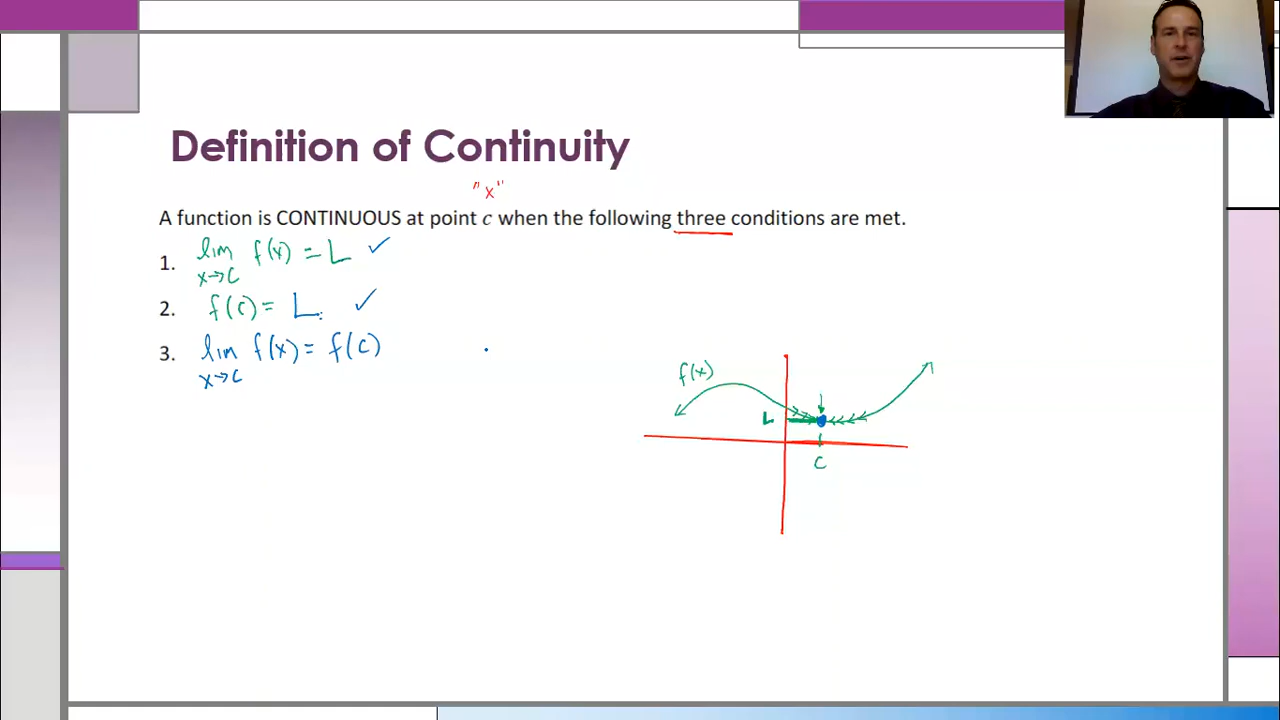 Definition of Continuity
"x"
A function is CONTINUOUS at point c when the following three conditions are met.
1. lim x→c f(x) = L ✓
2. f(c) = L. ✓
3. lim x→c f(x) = f(c)
f(x)
L
c